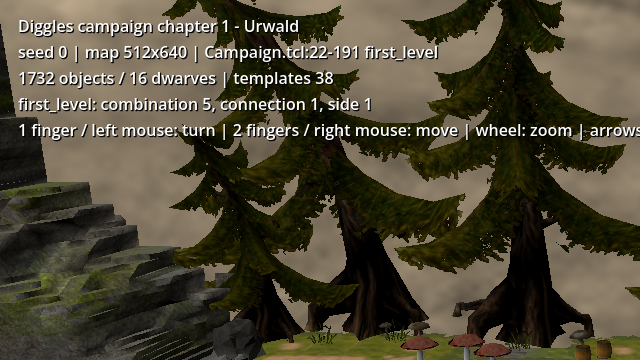 Diggles campaign chapter 1 - Urwald
seed 0 | map 512x640 | Campaign.tcl:22-191 first_level
1732 objects / 16 dwarves | templates 38
first_level: combination 5, connection 1, side 1
1 finger / left mouse: turn | 2 fingers / right mouse: move | wheel: zoom | arrows